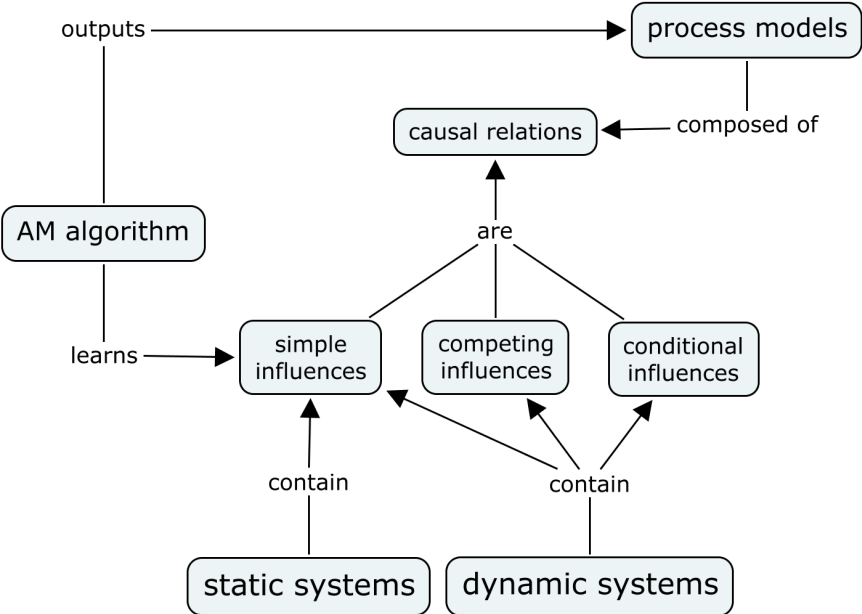 outputs
process models
causal relations
composed of
AM algorithm
are
learns
simple
influences
competing
influences
conditional
influences
contain
contain
static systems
dynamic systems